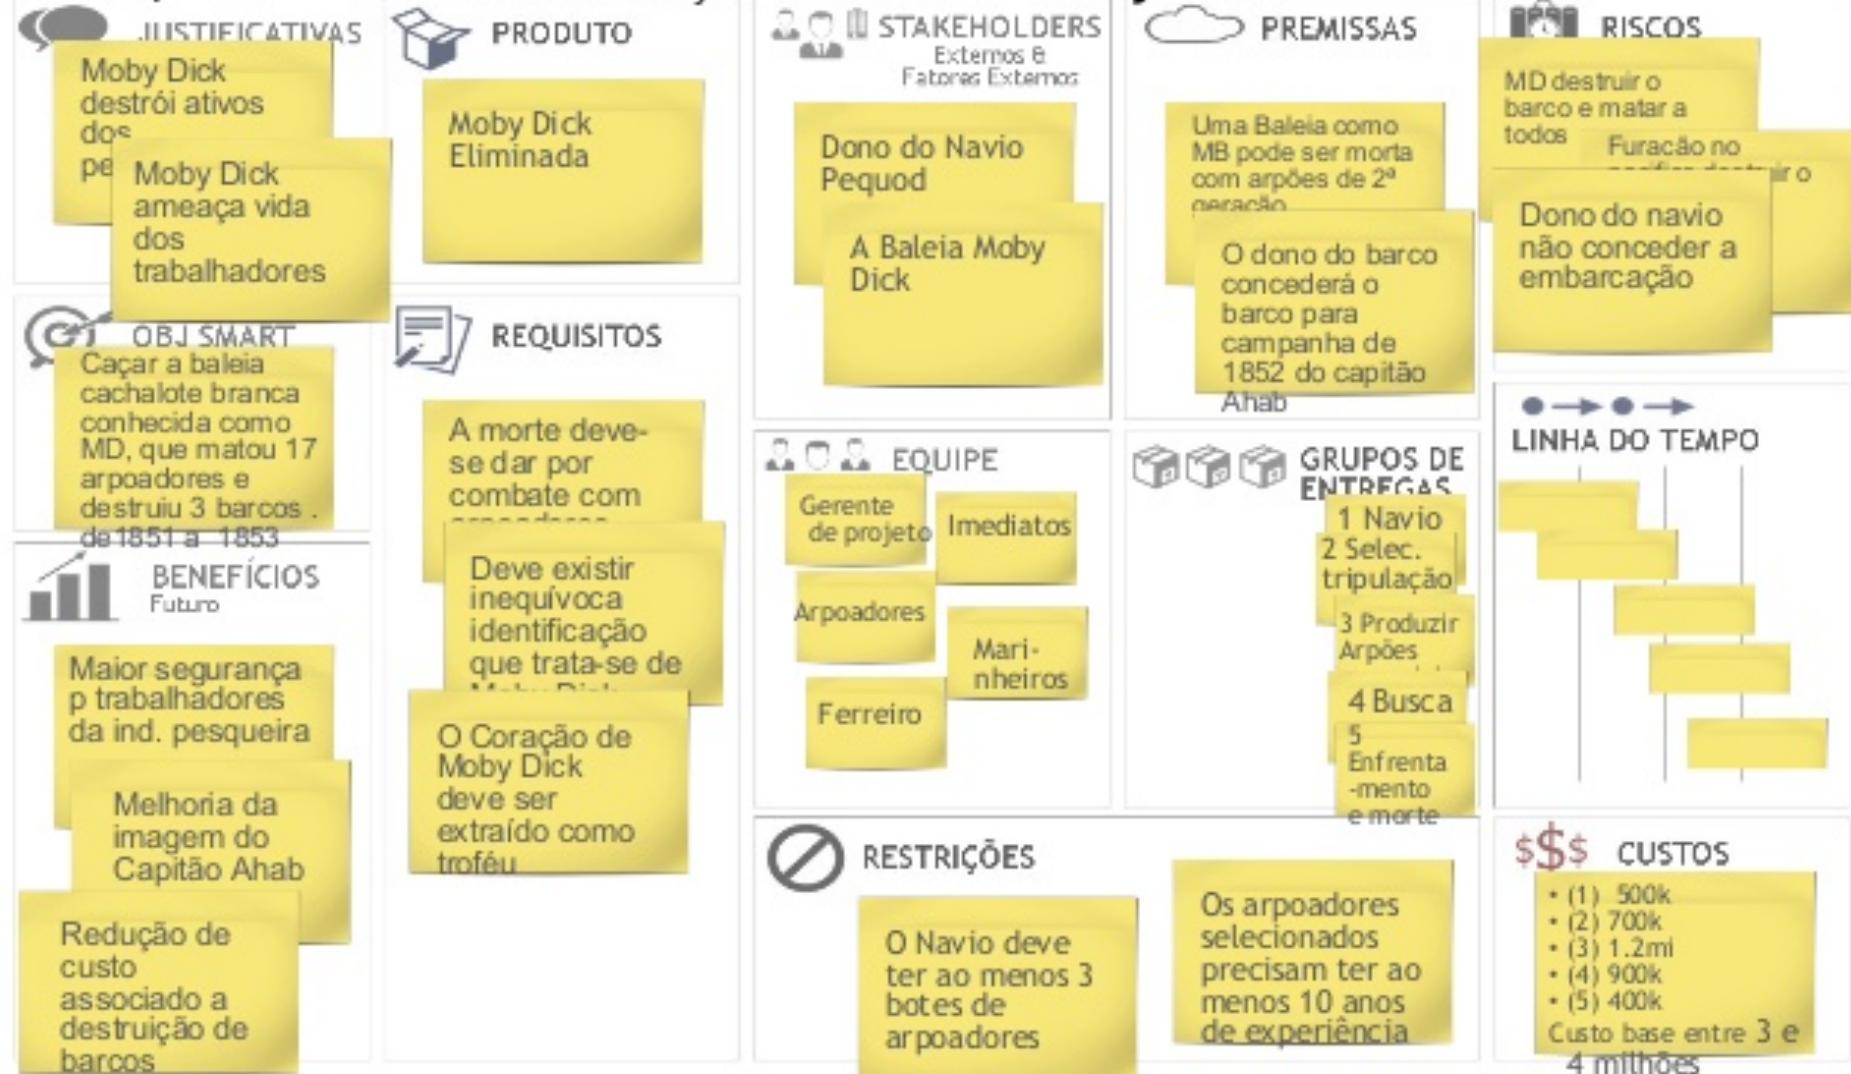 JUSTIFICATIVAS
Moby Dick
destrói ativos
dos
pe
Moby Dick
ameaça vida
dos
trabalhadores
OBJ SMART
Caçar a baleia
cachalote branca
conhecida como
MD, que matou 17
arpoadores e
destruiu 3 barcos .
de 1851 a 1853
BENEFÍCIOS
Futuro
Maior segurança
p trabalhadores
da ind. pesqueira
Melhoria da
imagem do
Capitão Ahab
Redução de
custo
associado a
destruição de
barcos
PRODUTO
Moby Dick
Eliminada
REQUISITOS
A morte deve-
se dar por
combate com
arpoadores
Deve existir
inequívoca
identificação
que trata-se de
Moby Dick
O Coração de
Moby Dick
deve ser
extraído como
troféu
STAKEHOLDERS
Externos &
Fatores Externos
Dono do Navio
Pequod
A Baleia Moby
Dick
EQUIPE
Gerente
de projeto
Imediatos
Arpoadores
Mari-
nheiros
Ferreiro
PREMISSAS
Uma Baleia como
MB pode ser morta
com arpões de 2ª
geração
O dono do barco
concederá o
barco para
campanha de
1852 do capitão
Ahab
GRUPOS DE
ENTREGAS
1 Navio
2 Selec.
tripulação
3 Produzir
Arpões
4 Busca
5
Enfrenta
-mento
e morte
RESTRIÇÕES
O Navio deve
ter ao menos 3
botes de
arpoadores
Os arpoadores
selecionados
precisam ter ao
menos 10 anos
de experiência
RISCOS
MD destruir o
barco e matar a
todos
Furacão no
o
Dono do navio
não conceder a
embarcação
LINHA DO TEMPO
$$$ CUSTOS
• (1) 500k
• (2) 700k
• (3) 1.2mi
• (4) 900k
• (5) 400k
Custo base entre 3 e
4 milhões